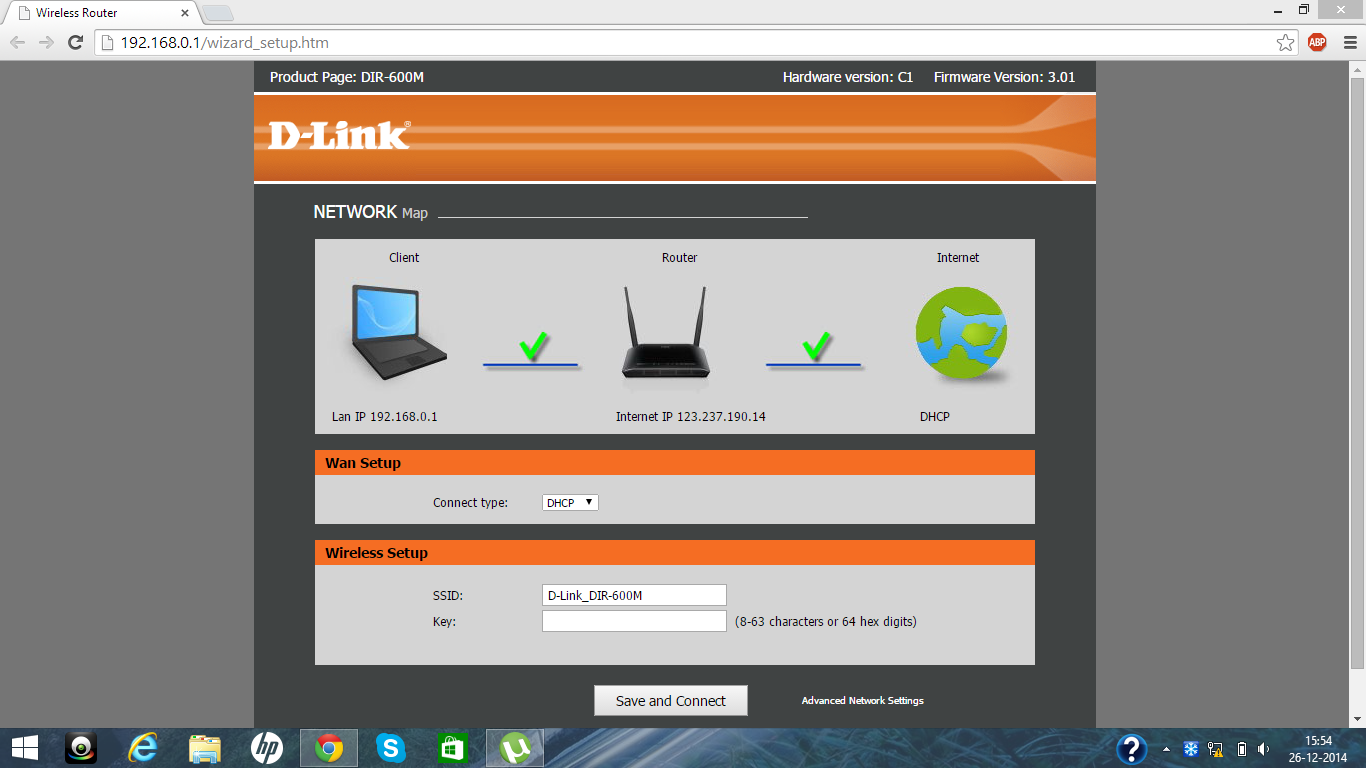 Wireless Router
192.168.0.1/wizard_setup.htm
ABP
Product Page: DIR-600M Hardware version: C1 Firmware Version: 3.01
D-Link®
NETWORK Map
Client Router Internet
Lan IP 192.168.0.1 Internet IP 123.237.190.14 DHCP
Wan Setup
Connect type: DHCP
Wireless Setup
SSID: D-Link_DIR-600M
Key: (8-63 characters or 64 hex digits)
Save and Connect Advanced Network Settings
hp
15:54
26-12-2014